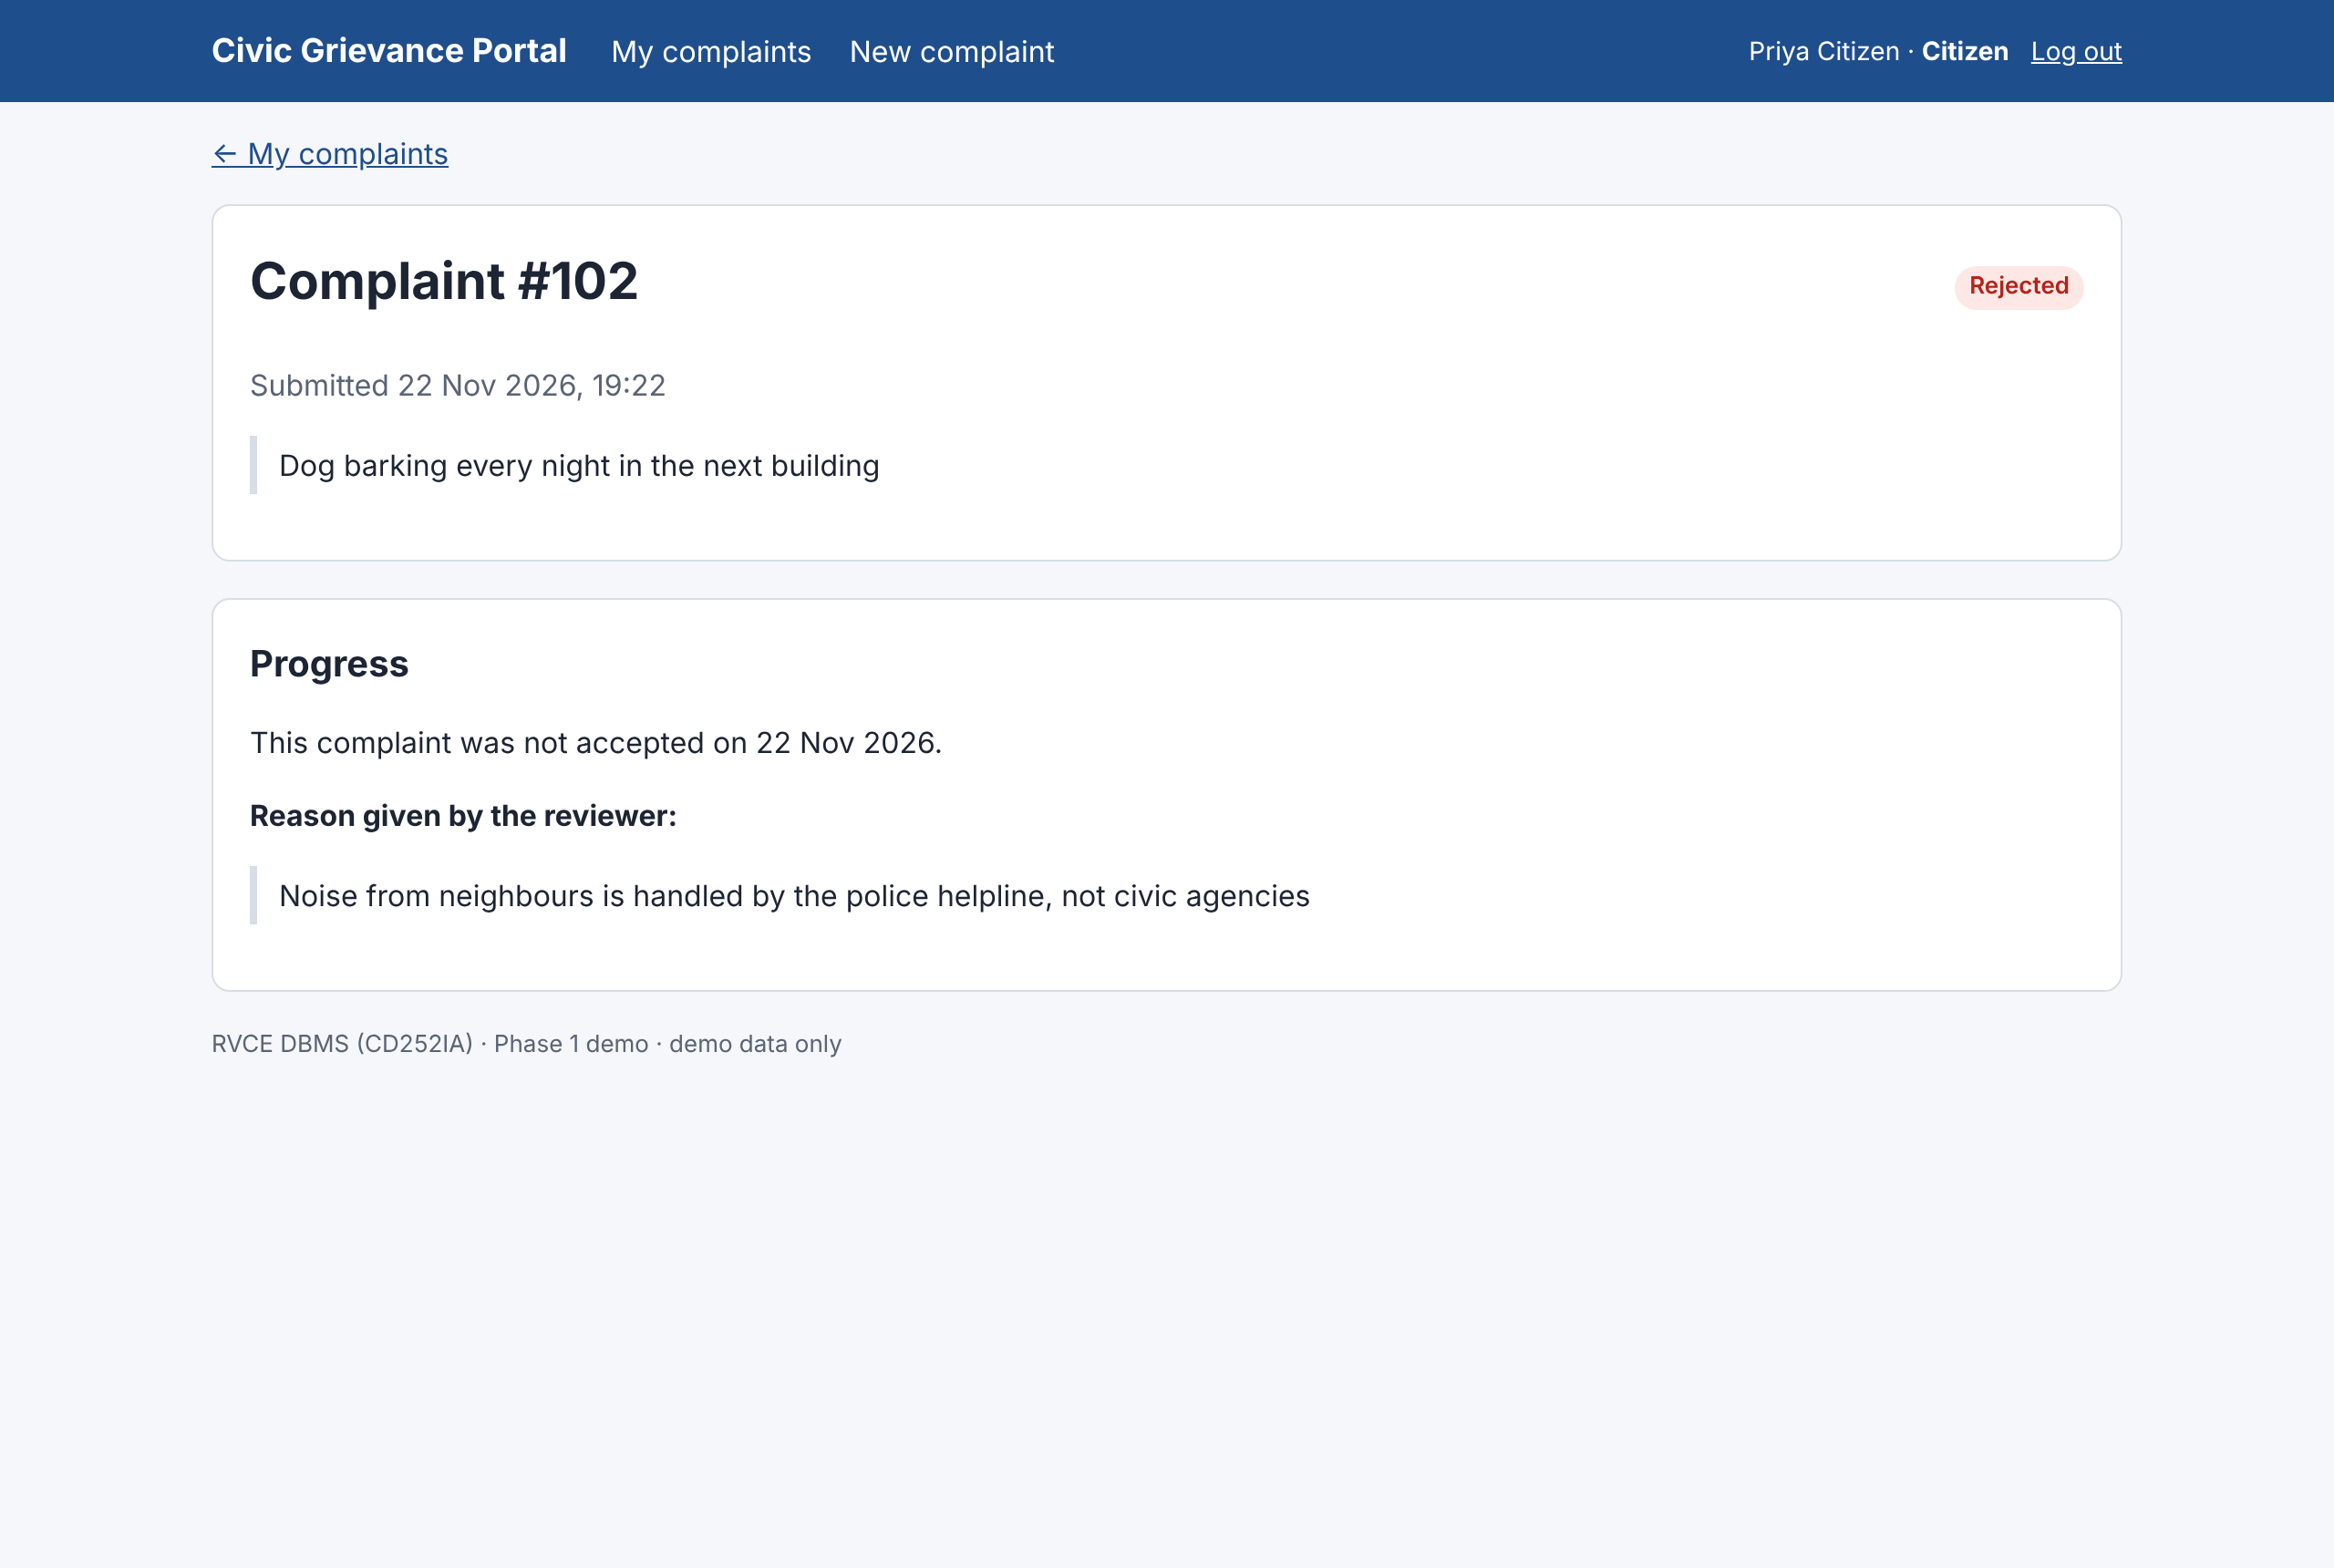 Civic Grievance Portal My complaints New complaint Priya Citizen · Citizen Log out
← My complaints
Complaint #102 Rejected
Submitted 22 Nov 2026, 19:22
Dog barking every night in the next building
Progress
This complaint was not accepted on 22 Nov 2026.
Reason given by the reviewer:
Noise from neighbours is handled by the police helpline, not civic agencies
RVCE DBMS (CD252IA) · Phase 1 demo · demo data only